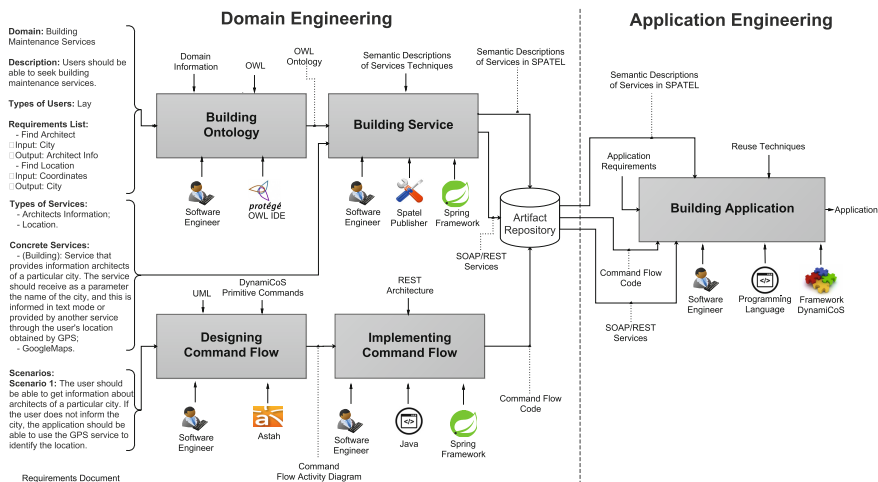 Domain Engineering
Application Engineering
Domain: Building
Maintenance Services
Description: Users should be
able to seek building
maintenance services.
Types of Users: Lay
Requirements List:
- Find Architect
Input: City
Output: Architect Info
- Find Location
Input: Coordinates
Output: City
Types of Services:
- Architects Information;
- Location.
Concrete Services:
- (Building): Service that
provides information architects
of a particular city. The service
should receive as a parameter
the name of the city, and this is
informed in text mode or
provided by another service
through the user's location
obtained by GPS;
- GoogleMaps.
Scenarios:
Scenario 1: The user should
be able to get information about
architects of a particular city. If
the user does not inform the
city, the application should be
able to use the GPS service to
identify the location.
Requirements Document
Domain
Information
OWL
OWL
Ontology
Building
Ontology
Software
Engineer
protégé
OWL IDE
Semantic Descriptions
of Services Techniques
Semantic Descriptions
of Services in SPATEL
Building Service
Software
Engineer
Spatel
Publisher
Spring
Framework
SOAP/REST
Services
Artifact
Repository
UML
DynamiCoS
Primitive Commands
Designing
Command Flow
Software
Engineer
Astah
Command
Flow Activity Diagram
REST
Architecture
Implementing
Command Flow
Software
Engineer
Java
Spring
Framework
Command Flow
Code
Semantic Descriptions
of Services in SPATEL
Application
Requirements
Reuse Techniques
Building Application
Application
Command Flow
Code
SOAP/REST
Services
Software
Engineer
Programming
Language
Framework
DynamiCoS